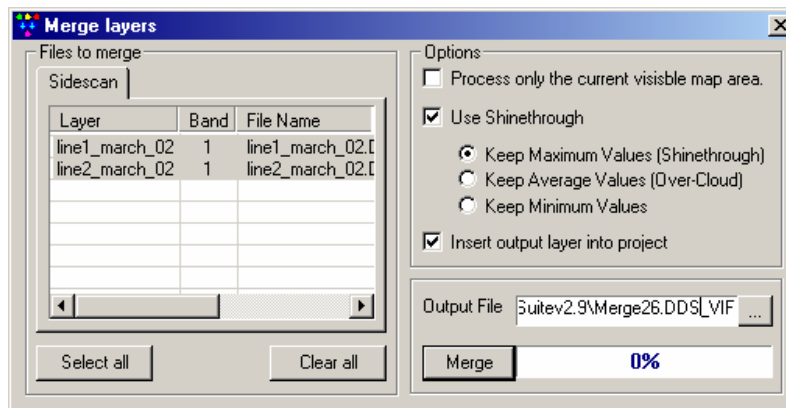 Merge layers
Files to merge
Sidescan
Layer Band File Name
line1_march_02 1 line1_march_02.D
line2_march_02 1 line2_march_02.D
Select all
Clear all
Options
Process only the current visisble map area.
Use Shinethrough
Keep Maximum Values (Shinethrough)
Keep Average Values (Over-Cloud)
Keep Minimum Values
Insert output layer into project
Output File Suitev2.9\Merge26.DDS_VIF ...
Merge 0%